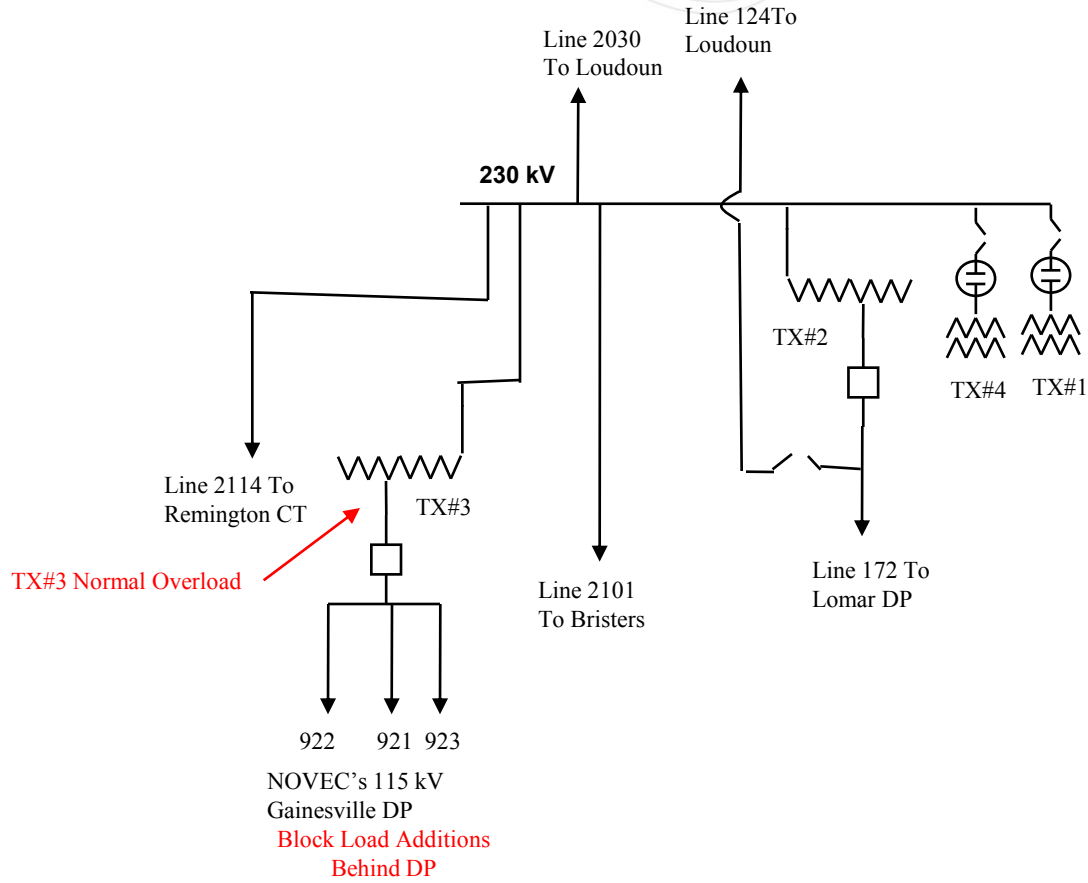 Line 124To
Loudoun
Line 2030
To Loudoun
230 kV
TX#2
TX#4
TX#1
Line 2114 To
Remington CT
TX#3
TX#3 Normal Overload
Line 2101
To Bristers
Line 172 To
Lomar DP
922
921
923
NOVEC’s 115 kV
Gainesville DP
Block Load Additions
Behind DP